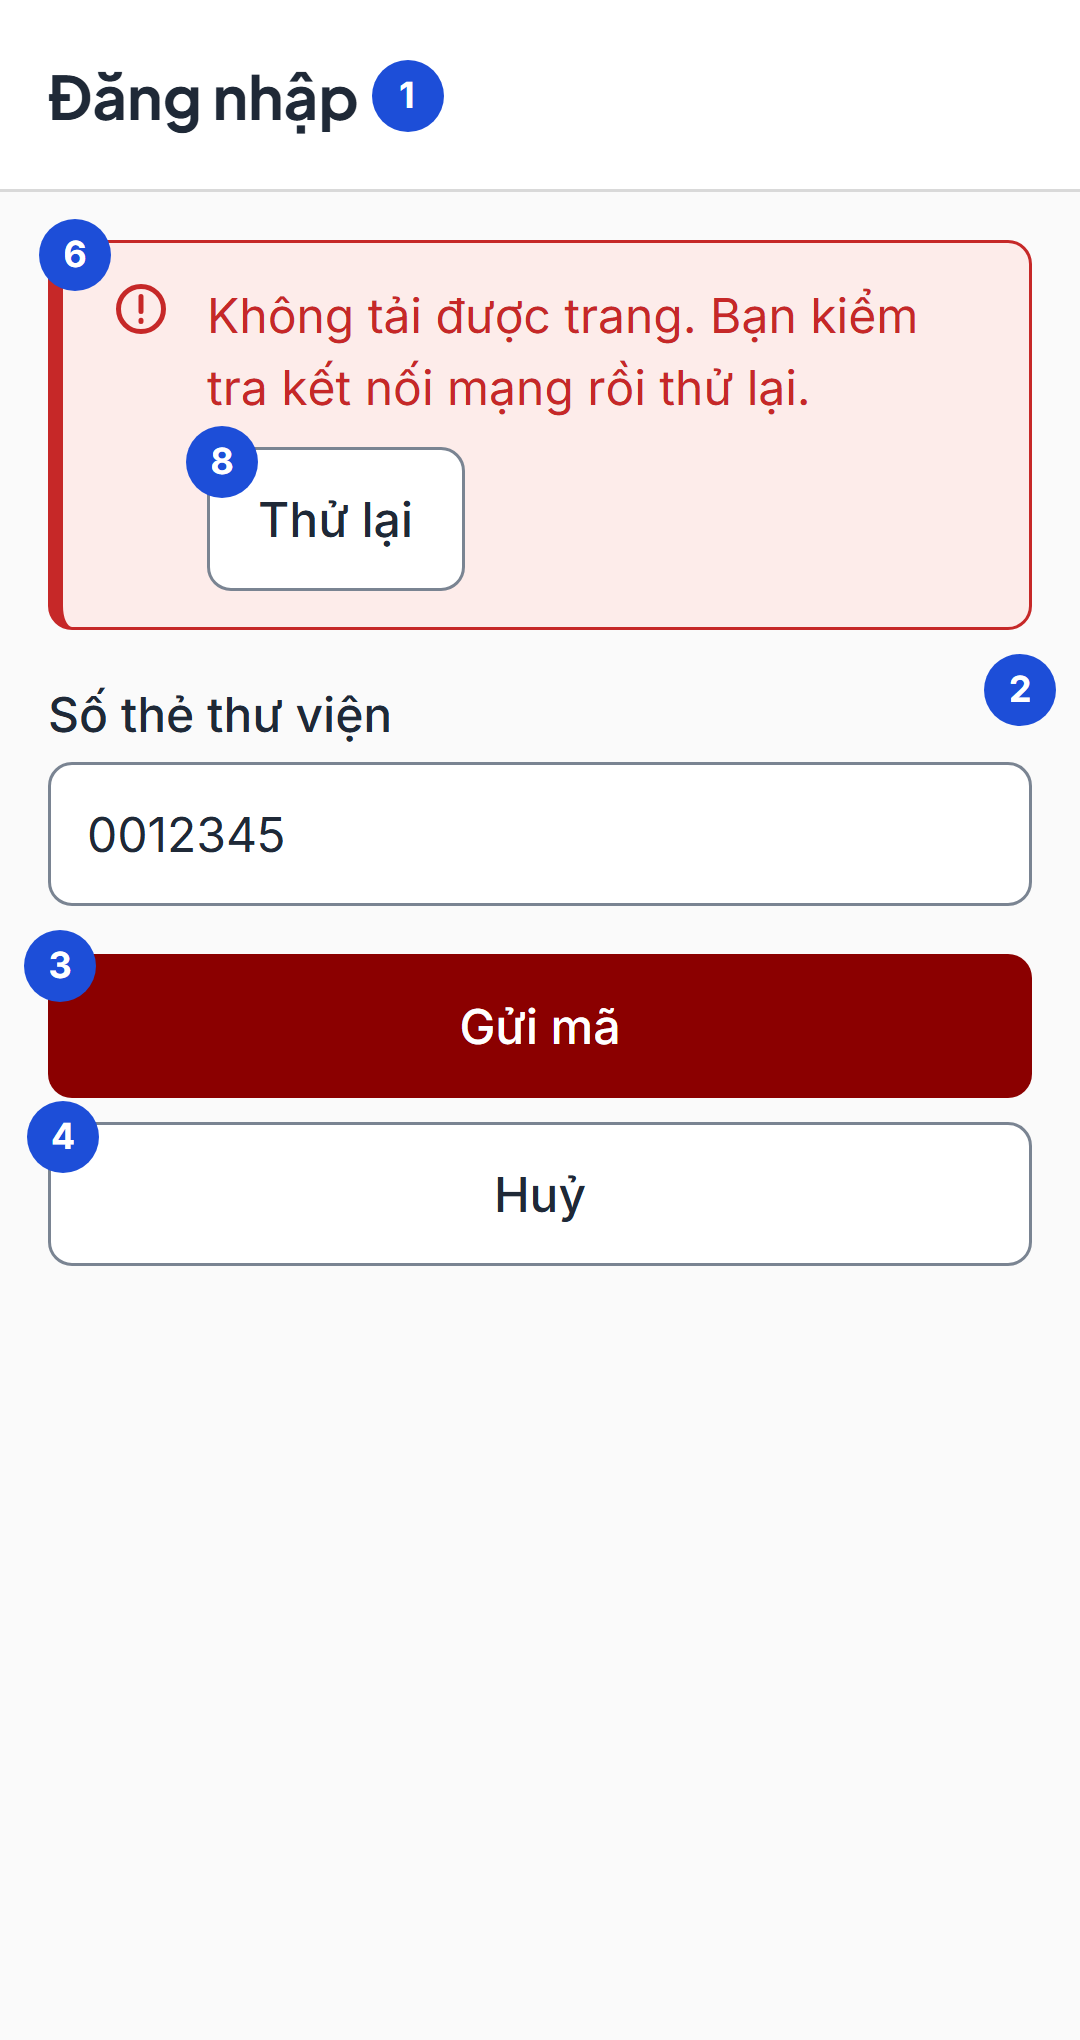 Đăng nhập 1
6
Không tải được trang. Bạn kiểm
tra kết nối mạng rồi thử lại.
8
Thử lại
2
Số thẻ thư viện
0012345
3
Gửi mã
4
Huỷ